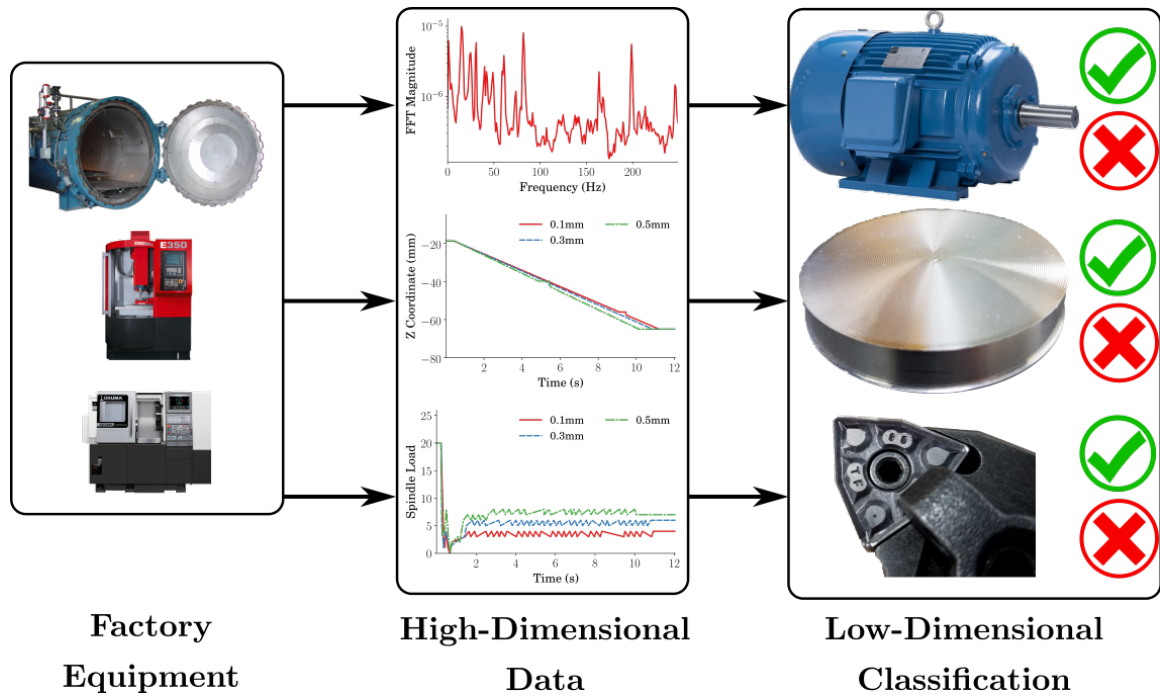 E350
OKUMA
FFT Magnitude
10⁻⁵
10⁻⁶
0
50
100
150
200
Frequency (Hz)
0.1mm
0.5mm
0.3mm
Z Coordinate (mm)
−20
−40
−60
−80
2
4
6
8
10
12
Time (s)
0.1mm
0.5mm
0.3mm
Spindle Load
25
20
15
10
5
0
2
4
6
8
10
12
Time (s)
Factory
Equipment
High-Dimensional
Data
Low-Dimensional
Classification